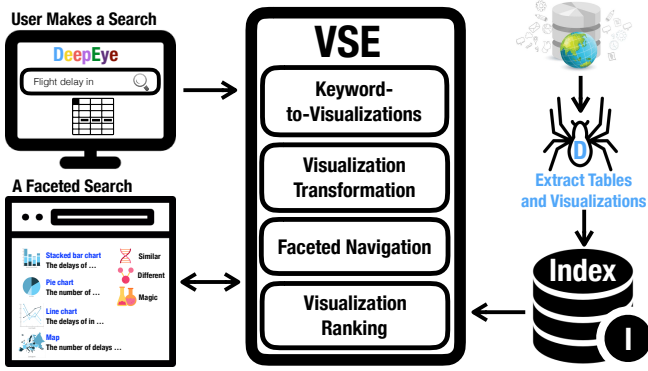 User Makes a Search
DeepEye
Flight delay in
A Faceted Search
Stacked bar chart
The delays of ...
Pie chart
The number of ...
Line chart
The delays of in ...
Map
The number of delays ...
Similar
Different
Magic
VSE
Keyword-
to-Visualizations
Visualization
Transformation
Faceted Navigation
Visualization
Ranking
D
Extract Tables
and Visualizations
Index
I